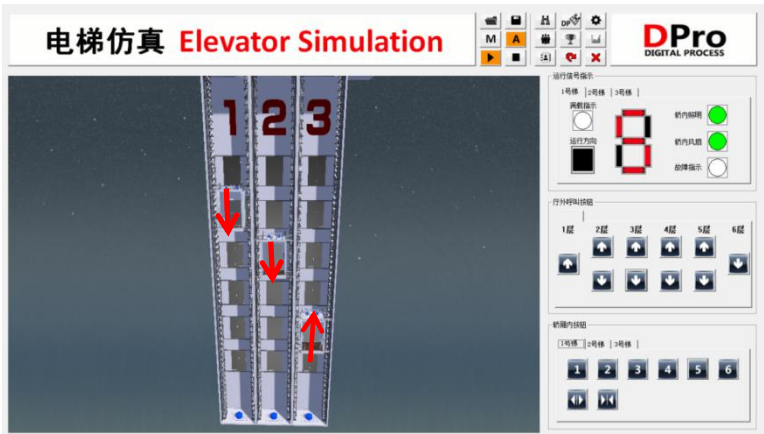 电梯仿真 Elevator Simulation
M A DP
DPro
DIGITAL PROCESS
1 2 3
运行信号指示
1号梯 2号梯 3号梯
满载指示
轿内照明
运行方向
轿内风扇
故障指示
厅外呼叫按钮
1层 2层 3层 4层 5层 6层
轿厢内按钮
1号梯 2号梯 3号梯
1 2 3 4 5 6